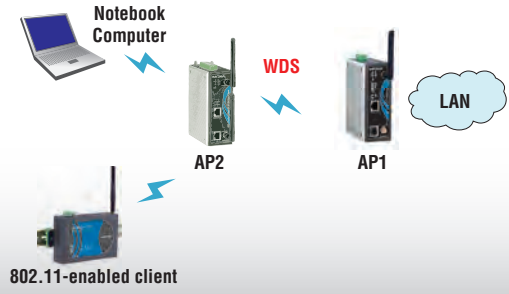 Notebook
Computer
WDS
LAN
AP2
AP1
802.11-enabled client